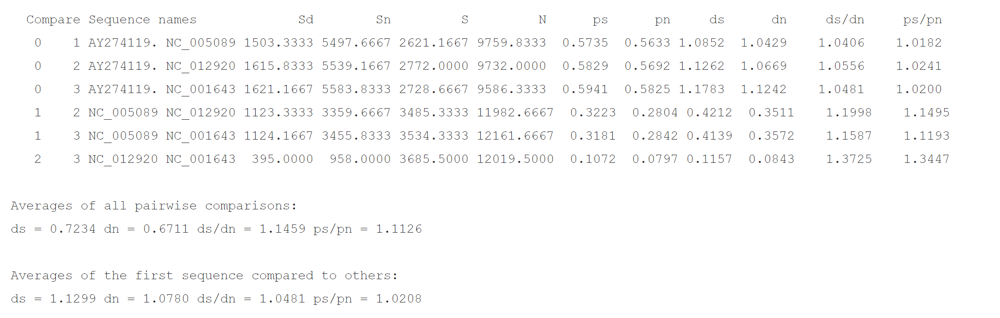 Compare Sequence names Sd Sn S N ps pn ds dn ds/dn ps/pn
0 1 AY274119. NC_005089 1503.3333 5497.6667 2621.1667 9759.8333 0.5735 0.5633 1.0852 1.0429 1.0406 1.0182
0 2 AY274119. NC_012920 1615.8333 5539.1667 2772.0000 9732.0000 0.5829 0.5692 1.1262 1.0669 1.0556 1.0241
0 3 AY274119. NC_001643 1621.1667 5583.8333 2728.6667 9586.3333 0.5941 0.5825 1.1783 1.1242 1.0481 1.0200
1 2 NC_005089 NC_012920 1123.3333 3359.6667 3485.3333 11982.6667 0.3223 0.2804 0.4212 0.3511 1.1998 1.1495
1 3 NC_005089 NC_001643 1124.1667 3455.8333 3534.3333 12161.6667 0.3181 0.2842 0.4139 0.3572 1.1587 1.1193
2 3 NC_012920 NC_001643 395.0000 958.0000 3685.5000 12019.5000 0.1072 0.0797 0.1157 0.0843 1.3725 1.3447
Averages of all pairwise comparisons:
ds = 0.7234 dn = 0.6711 ds/dn = 1.1459 ps/pn = 1.1126
Averages of the first sequence compared to others:
ds = 1.1299 dn = 1.0780 ds/dn = 1.0481 ps/pn = 1.0208